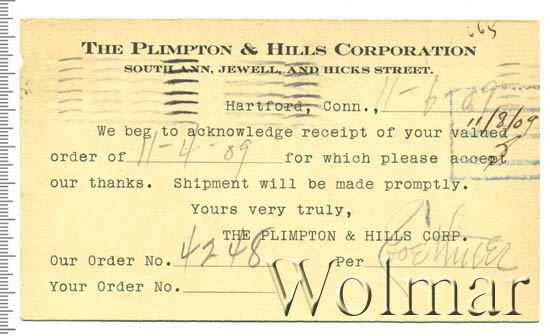 665
THE PLIMPTON & HILLS CORPORATION
SOUTH ANN, JEWELL, AND HICKS STREET.
Hartford, Conn., 11-6-09
We beg to acknowledge receipt of your valued 11/8/09
order of 11-4-09 for which please accept
our thanks. Shipment will be made promptly.
Yours very truly,
THE PLIMPTON & HILLS CORP.
Our Order No. 4248 Per
Your Order No.
Wolmar